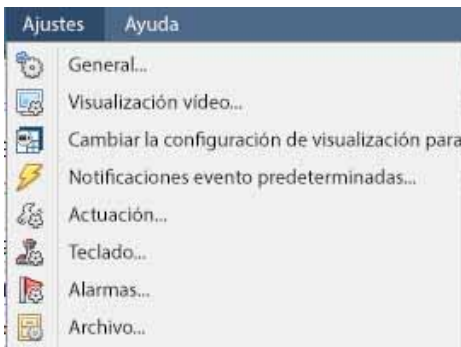 Ajustes Ayuda
General...
Visualización vídeo...
Cambiar la configuración de visualización para
Notificaciones evento predeterminadas...
Actuación...
Teclado...
Alarmas...
Archivo...